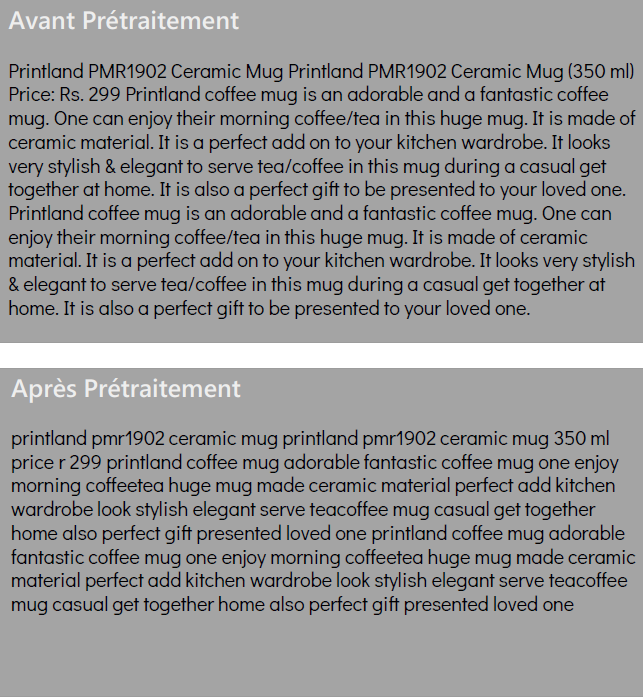 Avant Prétraitement
Printland PMR1902 Ceramic Mug Printland PMR1902 Ceramic Mug (350 ml)
Price: Rs. 299 Printland coffee mug is an adorable and a fantastic coffee
mug. One can enjoy their morning coffee/tea in this huge mug. It is made of
ceramic material. It is a perfect add on to your kitchen wardrobe. It looks
very stylish & elegant to serve tea/coffee in this mug during a casual get
together at home. It is also a perfect gift to be presented to your loved one.
Printland coffee mug is an adorable and a fantastic coffee mug. One can
enjoy their morning coffee/tea in this huge mug. It is made of ceramic
material. It is a perfect add on to your kitchen wardrobe. It looks very stylish
& elegant to serve tea/coffee in this mug during a casual get together at
home. It is also a perfect gift to be presented to your loved one.
Après Prétraitement
printland pmr1902 ceramic mug printland pmr1902 ceramic mug 350 ml
price r 299 printland coffee mug adorable fantastic coffee mug one enjoy
morning coffeetea huge mug made ceramic material perfect add kitchen
wardrobe look stylish elegant serve teacoffee mug casual get together
home also perfect gift presented loved one printland coffee mug adorable
fantastic coffee mug one enjoy morning coffeetea huge mug made ceramic
material perfect add kitchen wardrobe look stylish elegant serve teacoffee
mug casual get together home also perfect gift presented loved one